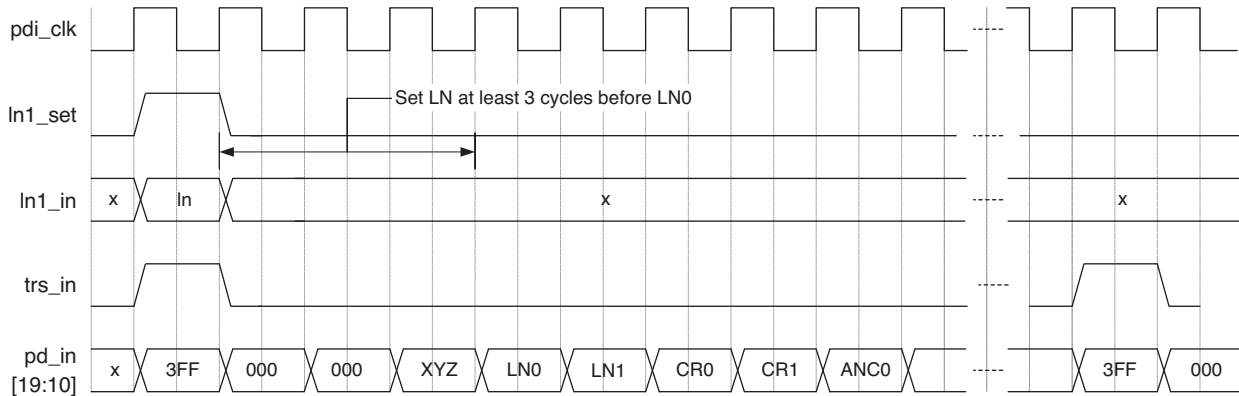 pdi_clk
ln1_set
Set LN at least 3 cycles before LN0
ln1_in x ln x x
trs_in
pd_in
[19:10]
x 3FF 000 000 XYZ LN0 LN1 CR0 CR1 ANC0 3FF 000